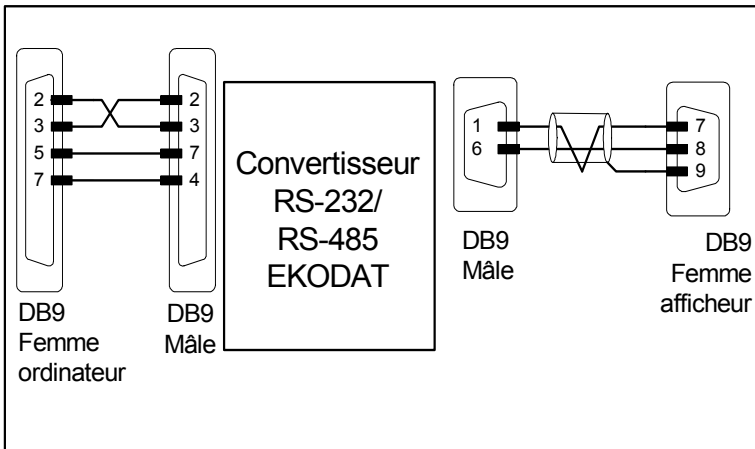 2 2
3 3
5 7
7 4
DB9
Femme
ordinateur
DB9
Mâle
Convertisseur
RS-232/
RS-485
EKODAT
1 7
6 8
9
DB9
Mâle
DB9
Femme
afficheur